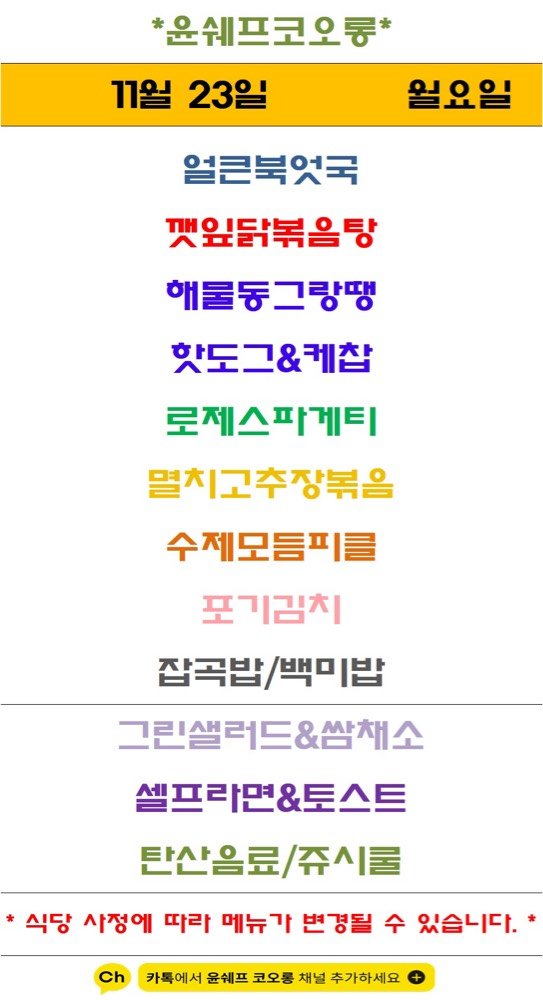 *윤쉐프코오롱*
11월 23일 월요일
얼큰북엇국
깻잎닭볶음탕
해물동그랑땡
핫도그&케찹
로제스파게티
멸치고추장볶음
수제모듬피클
포기김치
잡곡밥/백미밥
그린샐러드&쌈채소
셀프라면&토스트
탄산음료/쥬시쿨
* 식당 사정에 따라 메뉴가 변경될 수 있습니다. *
Ch 카톡에서 윤쉐프 코오롱 채널 추가하세요 +